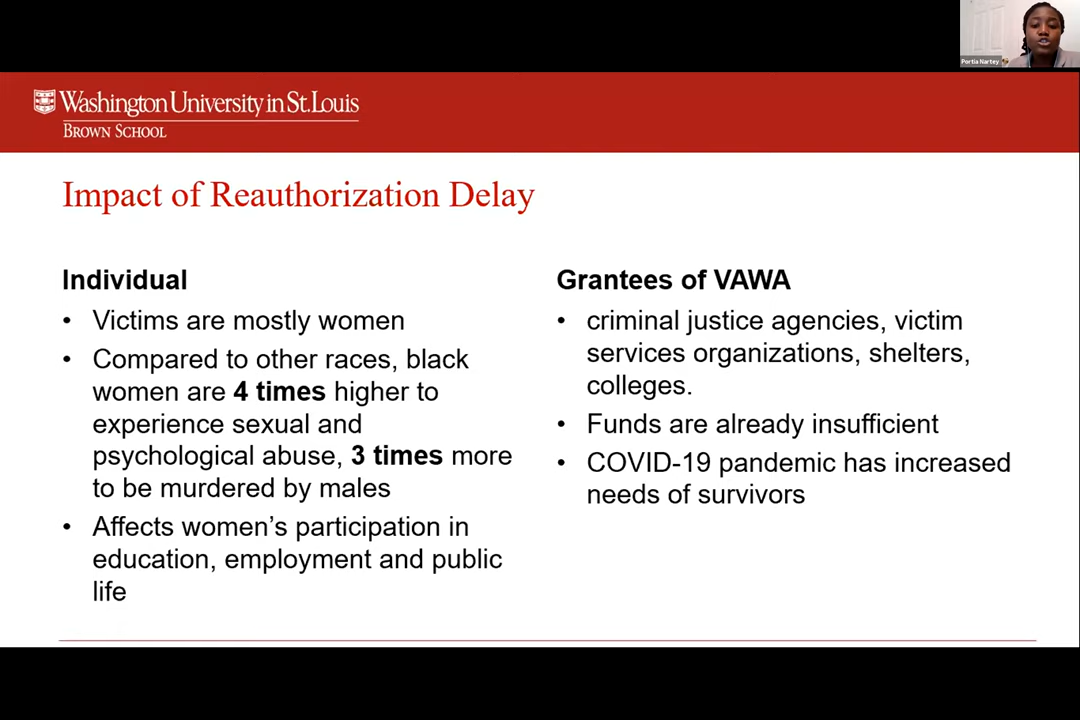 Portia Nartey
Washington University in St. Louis
BROWN SCHOOL
Impact of Reauthorization Delay
Individual
• Victims are mostly women
• Compared to other races, black
women are 4 times higher to
experience sexual and
psychological abuse, 3 times more
to be murdered by males
• Affects women's participation in
education, employment and public
life
Grantees of VAWA
• criminal justice agencies, victim
services organizations, shelters,
colleges.
• Funds are already insufficient
• COVID-19 pandemic has increased
needs of survivors